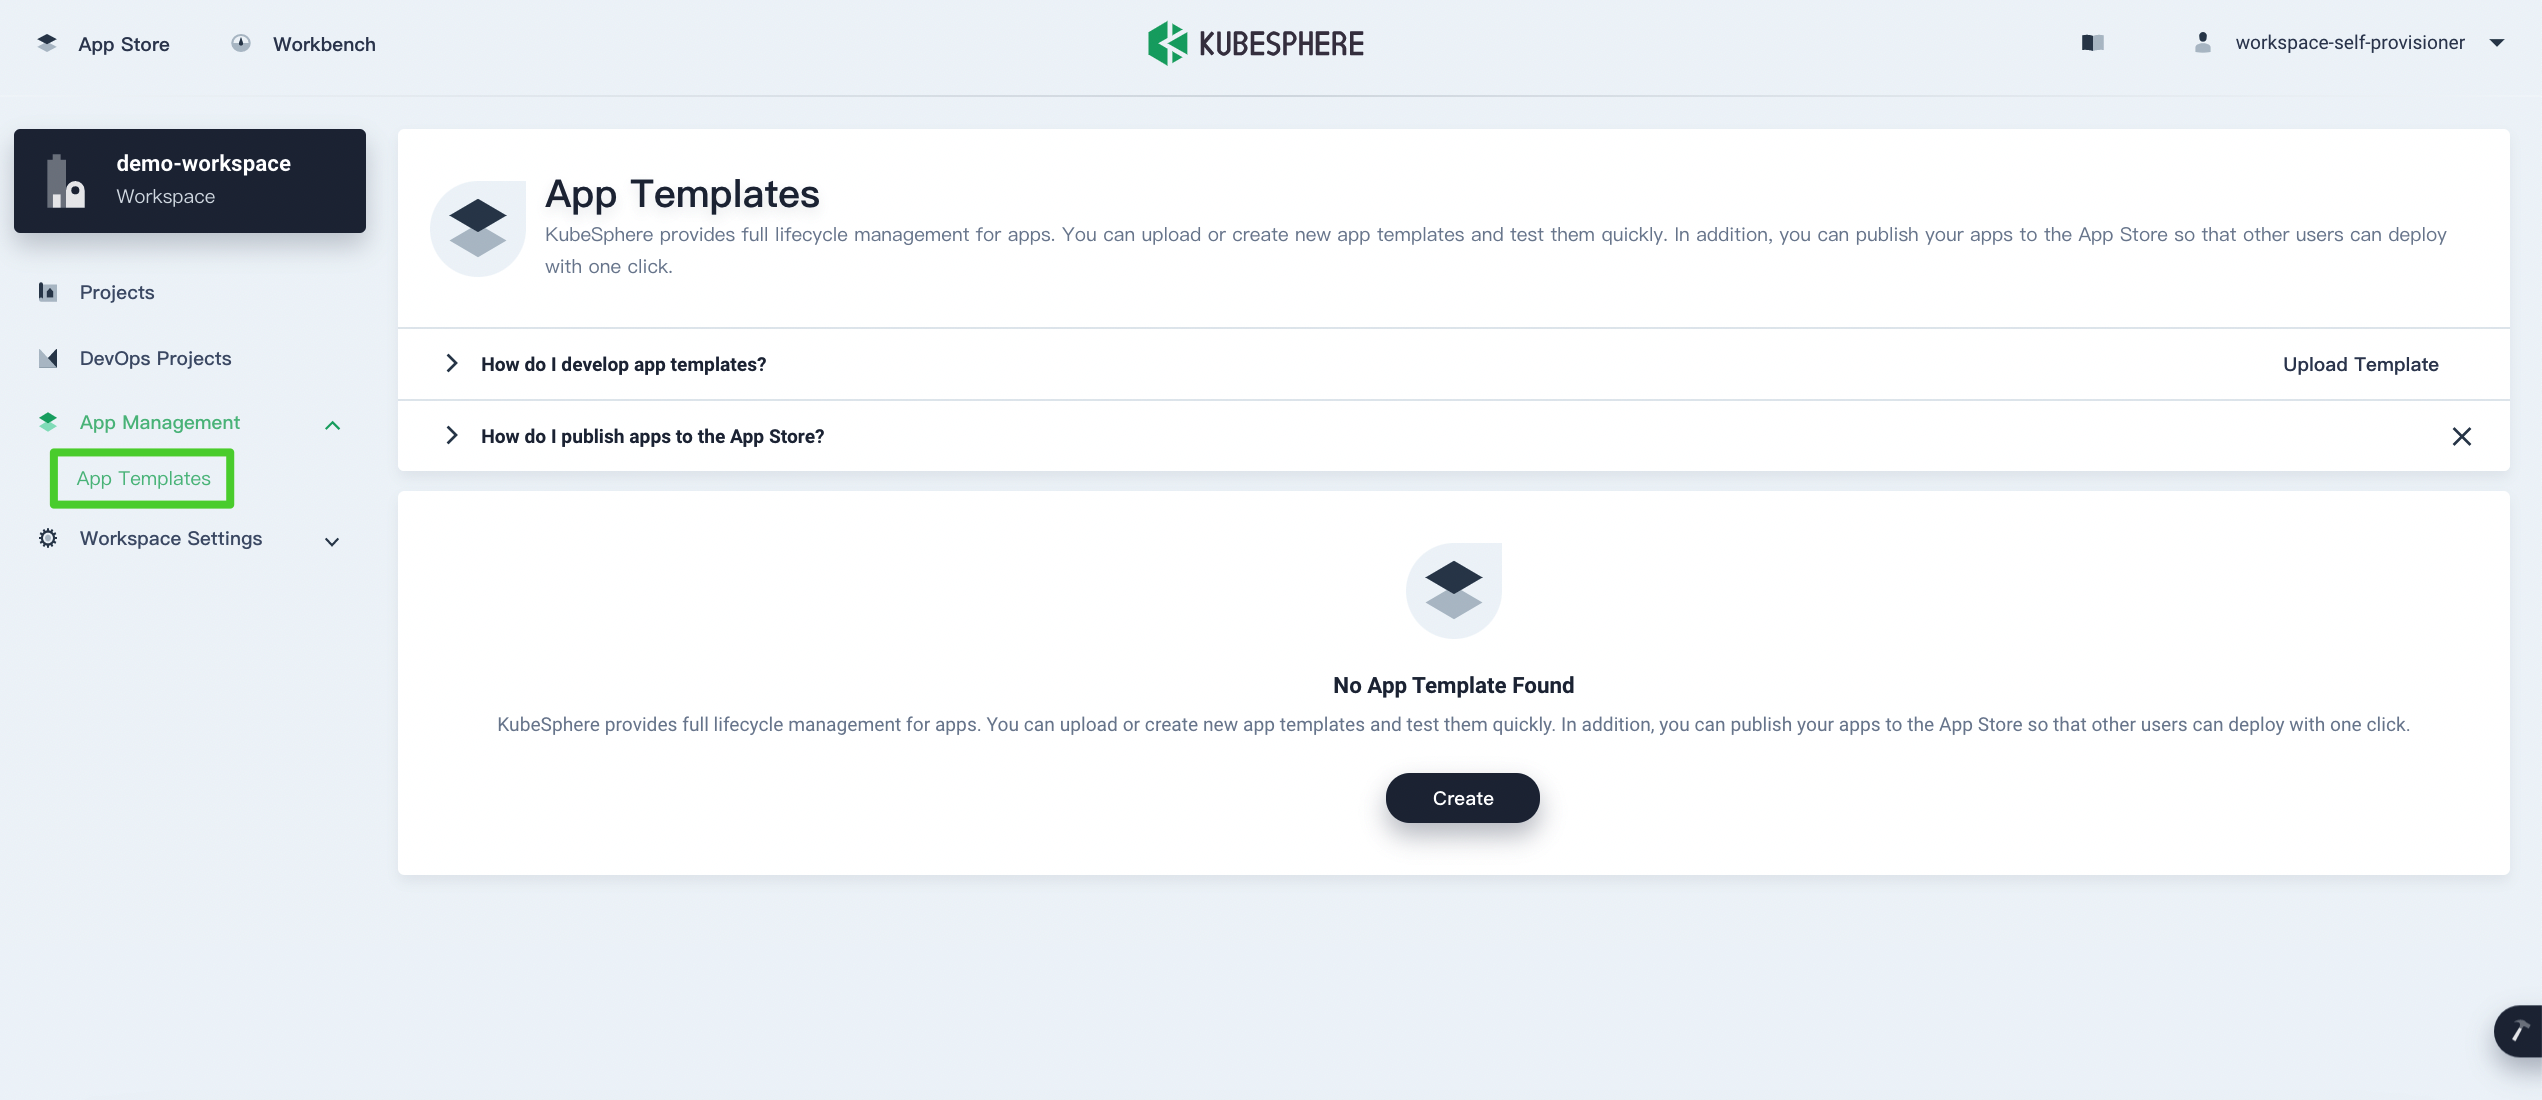 App Store
Workbench
KUBESPHERE
workspace-self-provisioner
demo-workspace
Workspace
Projects
DevOps Projects
App Management
App Templates
Workspace Settings
App Templates
KubeSphere provides full lifecycle management for apps. You can upload or create new app templates and test them quickly. In addition, you can publish your apps to the App Store so that other users can deploy
with one click.
How do I develop app templates?
Upload Template
How do I publish apps to the App Store?
No App Template Found
KubeSphere provides full lifecycle management for apps. You can upload or create new app templates and test them quickly. In addition, you can publish your apps to the App Store so that other users can deploy with one click.
Create